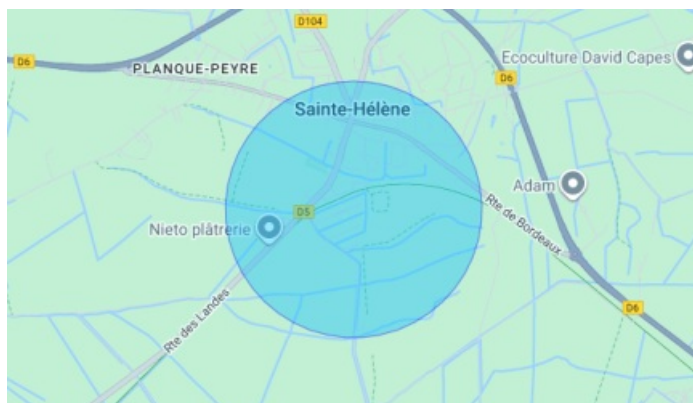 D104
D6
PLANQUE-PEYRE
Ecoculture David Capes
D6
Sainte-Hélène
Adam
D5
Nieto plâtrerie
Rte de Bordeaux
Rte des Landes
D6